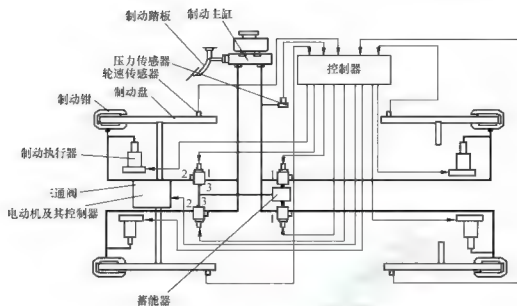 制动踏板
制动主缸
压力传感器
轮速传感器
制动盘
制动钳
控制器
制动执行器
2
1
1
3
三通阀
电动机及其控制器
2
3
1
蓄能器